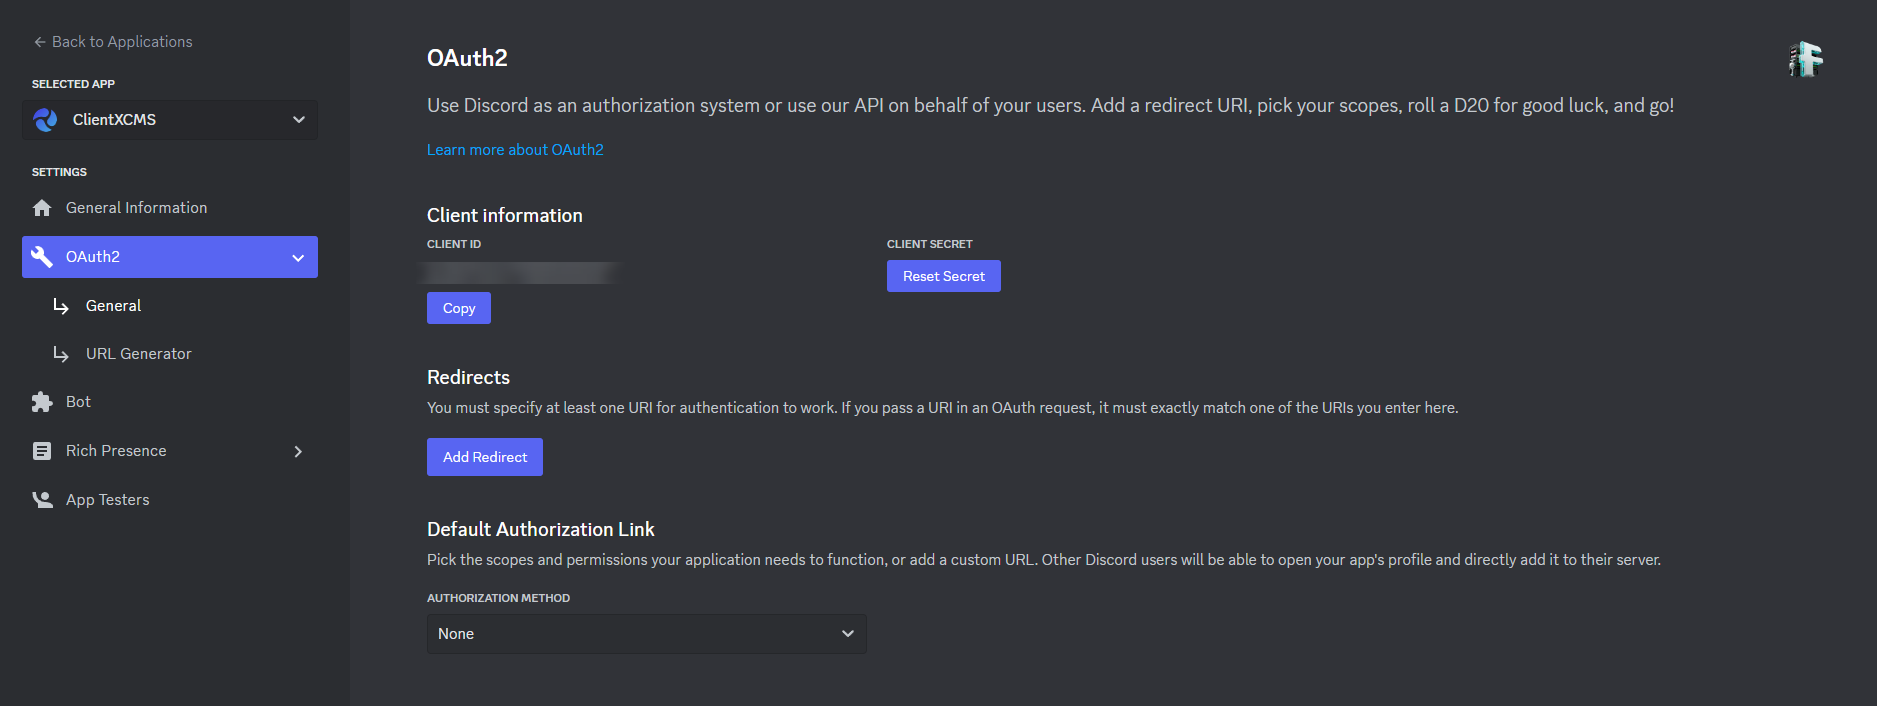 Back to Applications
SELECTED APP
ClientXCMS
SETTINGS
General Information
OAuth2
General
URL Generator
Bot
Rich Presence
App Testers
OAuth2
Use Discord as an authorization system or use our API on behalf of your users. Add a redirect URI, pick your scopes, roll a D20 for good luck, and go!
Learn more about OAuth2
Client information
CLIENT ID
CLIENT SECRET
Reset Secret
Copy
Redirects
You must specify at least one URI for authentication to work. If you pass a URI in an OAuth request, it must exactly match one of the URIs you enter here.
Add Redirect
Default Authorization Link
Pick the scopes and permissions your application needs to function, or add a custom URL. Other Discord users will be able to open your app's profile and directly add it to their server.
AUTHORIZATION METHOD
None